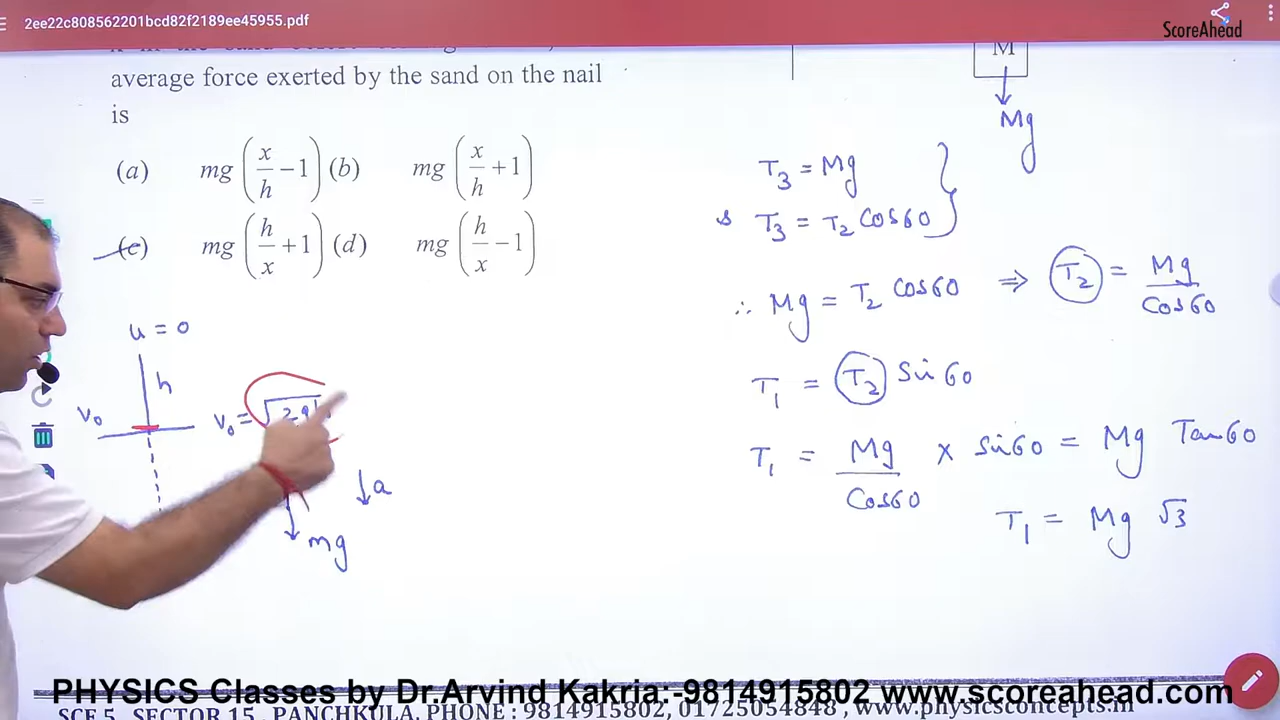 2ee22c808562201bcd82f2189ee45955.pdf
ScoreAhead
average force exerted by the sand on the nail
is
(a) mg (x/h − 1) (b) mg (x/h + 1)
(c) mg (h/x + 1) (d) mg (h/x − 1)
u = 0
h
v₀
v₀ = √2gh
↓a
mg
M
Mg
T₃ = Mg
& T₃ = T₂ Cos60
∴ Mg = T₂ Cos60 ⇒ T₂ = Mg/Cos60
T₁ = T₂ Sin60
T₁ = Mg/Cos60 × Sin60 = Mg Tan60
T₁ = Mg √3
PHYSICS Classes by Dr.Arvind Kakria:-9814915802 www.scoreahead.com
SCF 5, SECTOR 15, PANCHKULA, PHONE : 9814915802, 01725054848, www.physicsconcepts.in